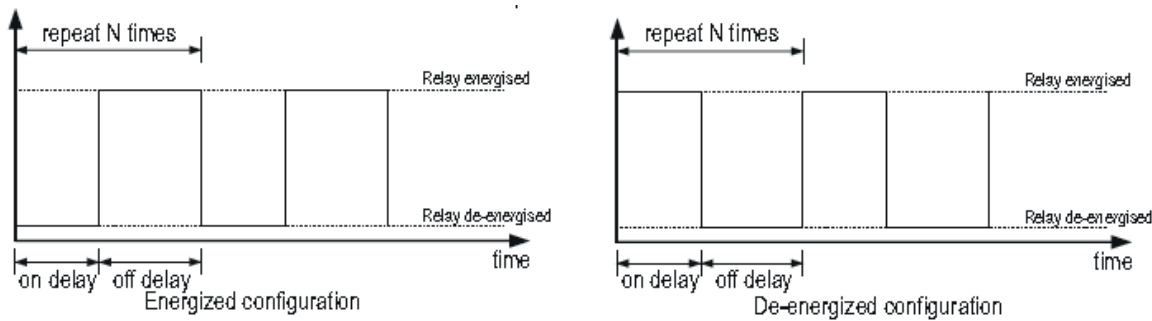 repeat N times
Relay energised
Relay de-energised
time
on delay off delay
Energized configuration
repeat N times
Relay energised
Relay de-energised
time
on delay off delay
De-energized configuration